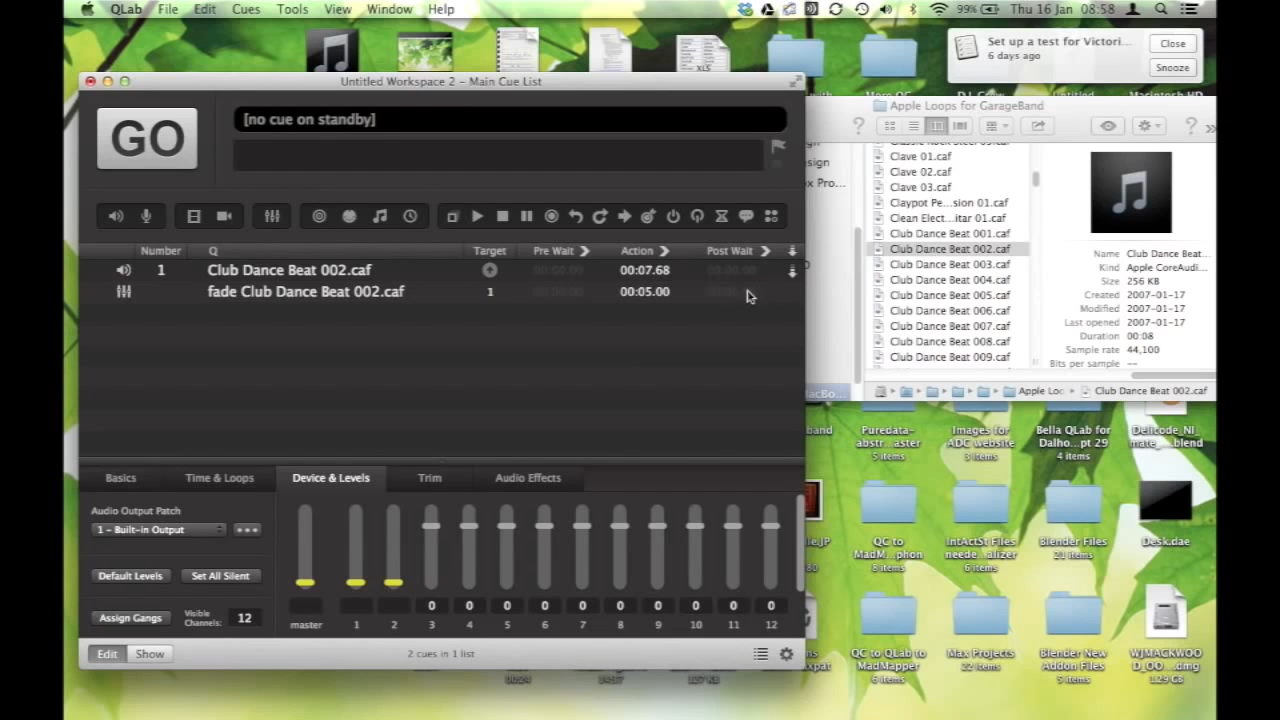 QLab File Edit Cues Tools View Window Help 99% Thu 16 Jan 08:58
Set up a test for Victori...
6 days ago
Close
Snooze
XLS
Untitled Workspace 2 - Main Cue List
GO
[no cue on standby]
Number Q Target Pre Wait Action Post Wait
1 Club Dance Beat 002.caf 00:07.68
fade Club Dance Beat 002.caf 1 00:05.00
Basics Time & Loops Device & Levels Trim Audio Effects
Audio Output Patch
1 - Built-in Output
Default Levels Set All Silent
Assign Gangs Visible Channels: 12
0 0 0 0 0 0 0 0 0 0
master 1 2 3 4 5 6 7 8 9 10 11 12
Edit Show 2 cues in 1 list
Apple Loops for GarageBand
Clave 01.caf
Clave 02.caf
Clave 03.caf
Claypot Pe...sion 01.caf
Clean Elect...itar 01.caf
Club Dance Beat 001.caf
Club Dance Beat 002.caf
Club Dance Beat 003.caf
Club Dance Beat 004.caf
Club Dance Beat 005.caf
Club Dance Beat 006.caf
Club Dance Beat 007.caf
Club Dance Beat 008.caf
Club Dance Beat 009.caf
Name Club Dance Beat...
Kind Apple CoreAudi...
Size 256 KB
Created 2007-01-17
Modified 2007-01-17
Last opened 2007-01-17
Duration 00:08
Sample rate 44,100
Bits per sample --
Apple Loo Club Dance Beat 002.caf
Puredata-abstr...aster
5 items
Images for ADC website
3 items
Bella QLab for Dalho...pt 29
4 items
Delicode_NI_mate_...blend
QC to MadM...phon
8 items
IntActSt Files neede...alizer
6 items
Blender Files
21 items
Desk.dae
QC to QLab to MadMapper
6 items
Max Projects
22 items
Blender New Addon Files
5 items
WJMACKWOOD_OO...dmg
1.29 GB